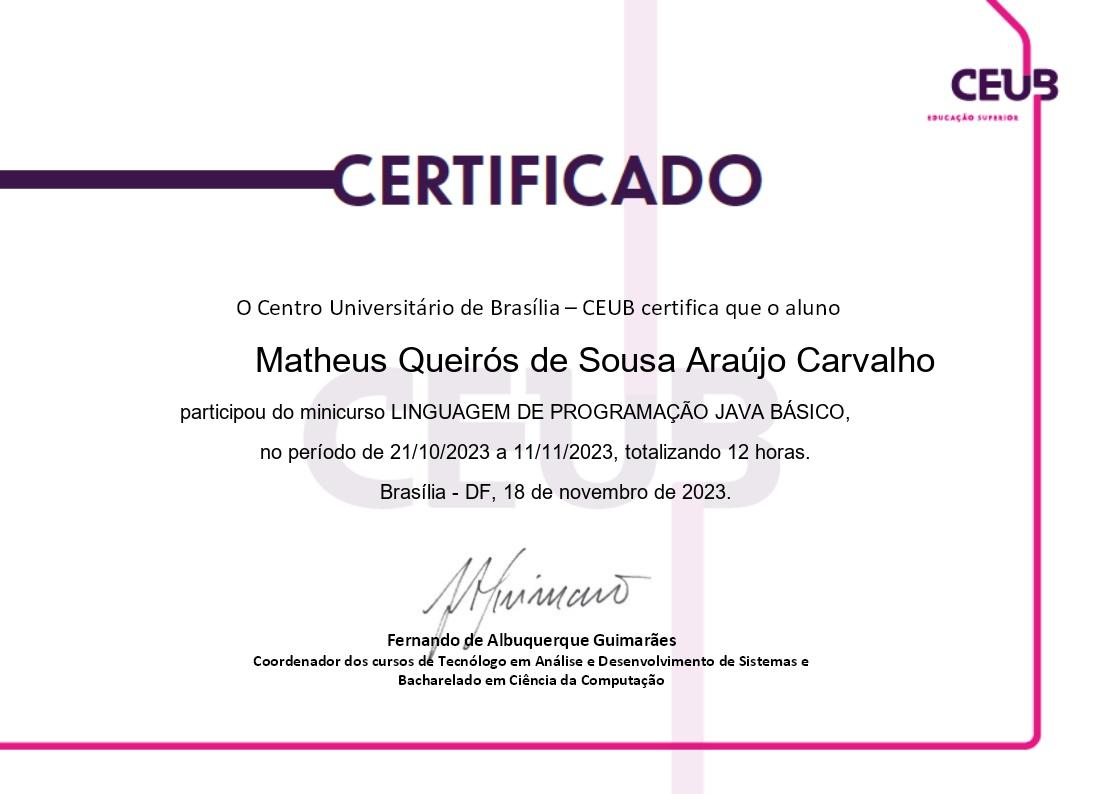 CEUB
EDUCAÇÃO SUPERIOR
CERTIFICADO
O Centro Universitário de Brasília – CEUB certifica que o aluno
Matheus Queirós de Sousa Araújo Carvalho
participou do minicurso LINGUAGEM DE PROGRAMAÇÃO JAVA BÁSICO,
no período de 21/10/2023 a 11/11/2023, totalizando 12 horas.
Brasília - DF, 18 de novembro de 2023.
CEUB
Fernando de Albuquerque Guimarães
Coordenador dos cursos de Tecnólogo em Análise e Desenvolvimento de Sistemas e
Bacharelado em Ciência da Computação